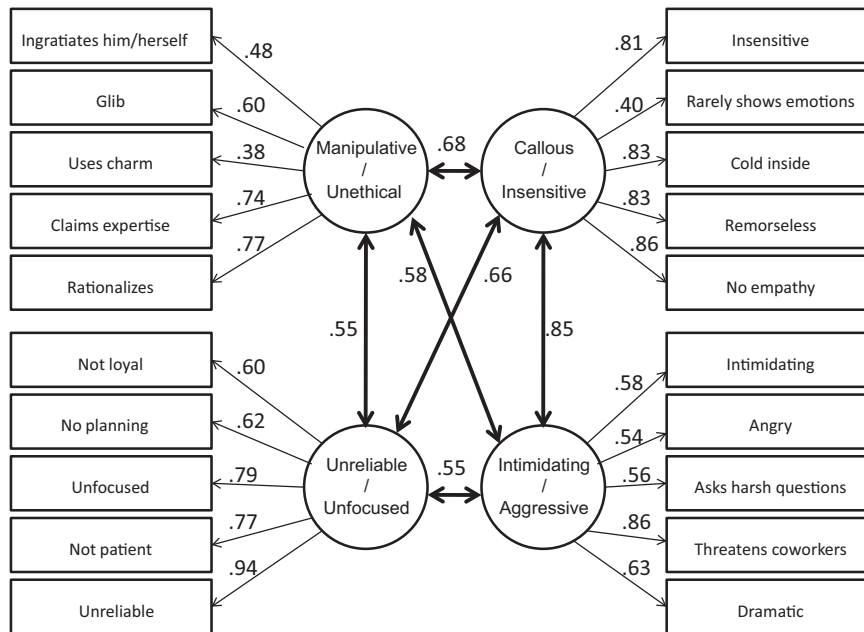 Ingratiates him/herself
.48
Glib
.60
Uses charm
.38
Claims expertise
.74
Rationalizes
.77
Manipulative
/
Unethical
.68
Callous
/
Insensitive
.81
Insensitive
.40
Rarely shows emotions
.83
Cold inside
.83
Remorseless
.86
No empathy
.55
.58
.66
.85
Not loyal
.60
No planning
.62
Unfocused
.79
Not patient
.77
Unreliable
.94
Unreliable
/
Unfocused
.55
Intimidating
/
Aggressive
.58
Intimidating
.54
Angry
.56
Asks harsh questions
.86
Threatens coworkers
.63
Dramatic